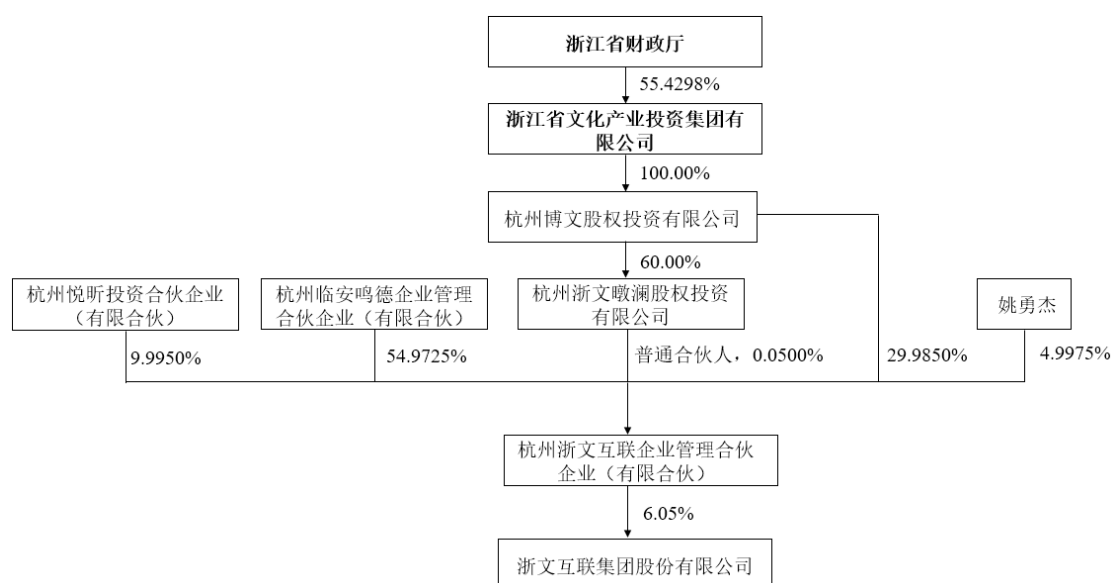 浙江省财政厅
55.4298%
浙江省文化产业投资集团有
限公司
100.00%
杭州博文股权投资有限公司
60.00%
杭州悦昕投资合伙企业
（有限合伙）
杭州临安鸣德企业管理
合伙企业（有限合伙）
杭州浙文暾澜股权投资
有限公司
姚勇杰
9.9950%
54.9725%
普通合伙人，0.0500%
29.9850%
4.9975%
杭州浙文互联企业管理合伙
企业（有限合伙）
6.05%
浙文互联集团股份有限公司